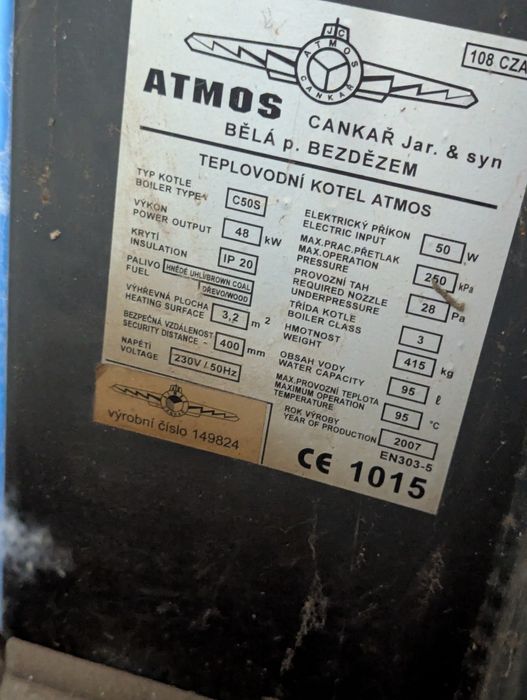 JC
ATMOS
CANKAŘ
108 CZA
ATMOS
CANKAŘ Jar. & syn
BĚLÁ p. BEZDĚZEM
TEPLOVODNÍ KOTEL ATMOS
TYP KOTLE
BOILER TYPE
C50S
VÝKON
POWER OUTPUT
48 kW
KRYTÍ
INSULATION
IP 20
PALIVO
FUEL
HNĚDÉ UHLÍ/BROWN COAL
DŘEVO/WOOD
VÝHŘEVNÁ PLOCHA
HEATING SURFACE
3,2 m²
BEZPEČNÁ VZDÁLENOST
SECURITY DISTANCE
400 mm
NAPĚTÍ
VOLTAGE
230V / 50Hz
ELEKTRICKÝ PŘÍKON
ELECTRIC INPUT
50 W
MAX.PRAC.PŘETLAK
MAX.OPERATION
PRESSURE
250 kPa
PROVOZNÍ TAH
REQUIRED NOZZLE
UNDERPRESSURE
28 Pa
TŘÍDA KOTLE
BOILER CLASS
3
HMOTNOST
WEIGHT
415 kg
OBSAH VODY
WATER CAPACITY
95 ℓ
MAX.PROVOZNÍ TEPLOTA
MAXIMUM OPERATION
TEMPERATURE
95 °C
ROK VÝROBY
YEAR OF PRODUCTION
2007
EN303-5
CE 1015
výrobní číslo 149824